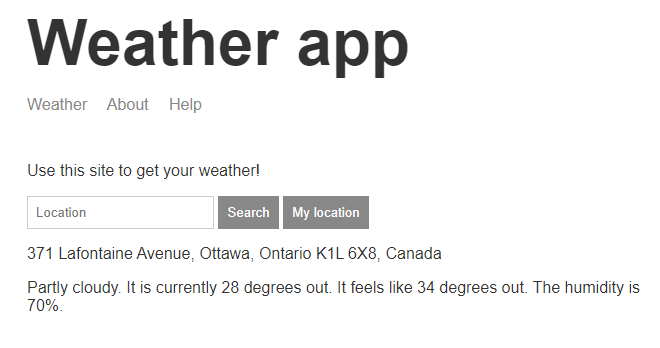 Weather app
Weather About Help
Use this site to get your weather!
Location Search My location
371 Lafontaine Avenue, Ottawa, Ontario K1L 6X8, Canada
Partly cloudy. It is currently 28 degrees out. It feels like 34 degrees out. The humidity is
70%.